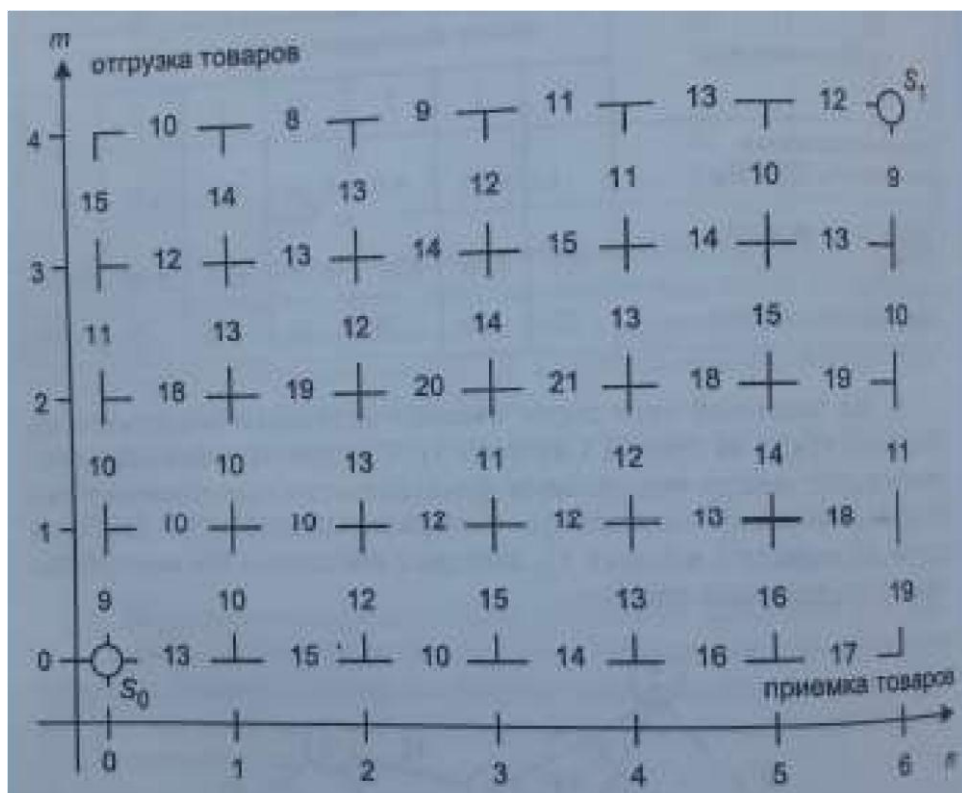 m
отгрузка товаров
S₁
4 10 8 9 11 13 12
15 14 13 12 11 10 9
3 12 13 14 15 14 13
11 13 12 14 13 15 10
2 18 19 20 21 18 19
10 10 13 11 12 14 11
1 10 10 12 12 13 18
9 10 12 15 13 16 19
0 13 15 10 14 16 17
S₀
приемка товаров
0 1 2 3 4 5 6 n